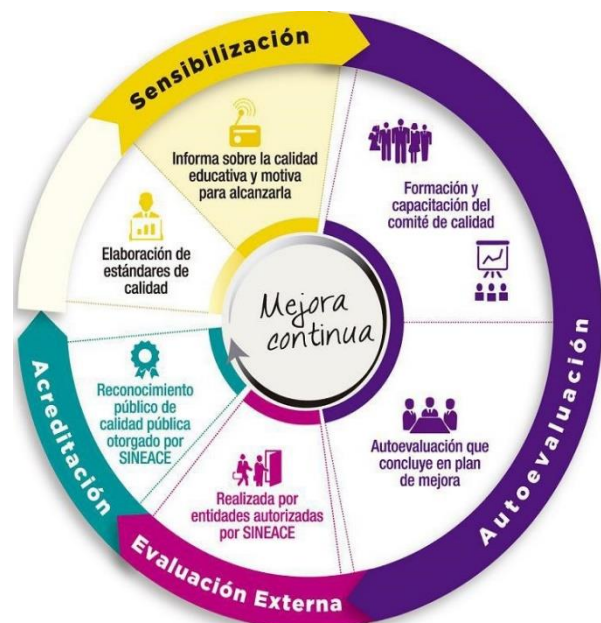 Sensibilización
Informa sobre la calidad
educativa y motiva
para alcanzarla
Formación y
capacitación del
comité de calidad
Elaboración de
estándares de
calidad
Mejora
continua
Autoevaluación
Autoevaluación que
concluye en plan
de mejora
Acreditación
Reconocimiento
público de
calidad pública
otorgado por
SINEACE
Realizada por
entidades autorizadas
por SINEACE
Evaluación Externa